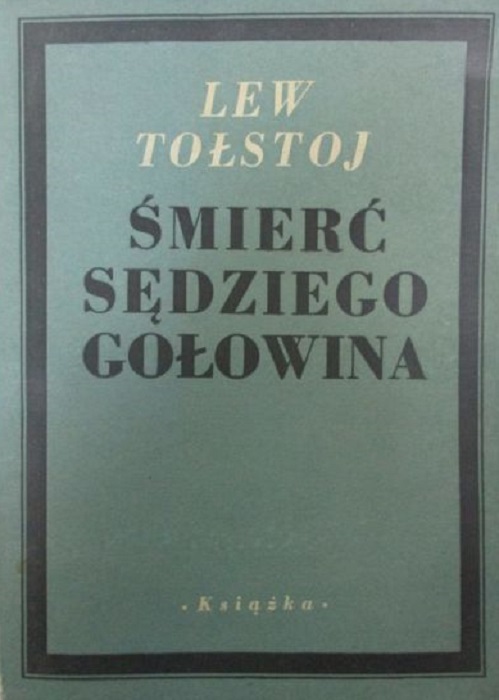 LEW
TOŁSTOJ
ŚMIERĆ
SĘDZIEGO
GOŁOWINA
• Książka •